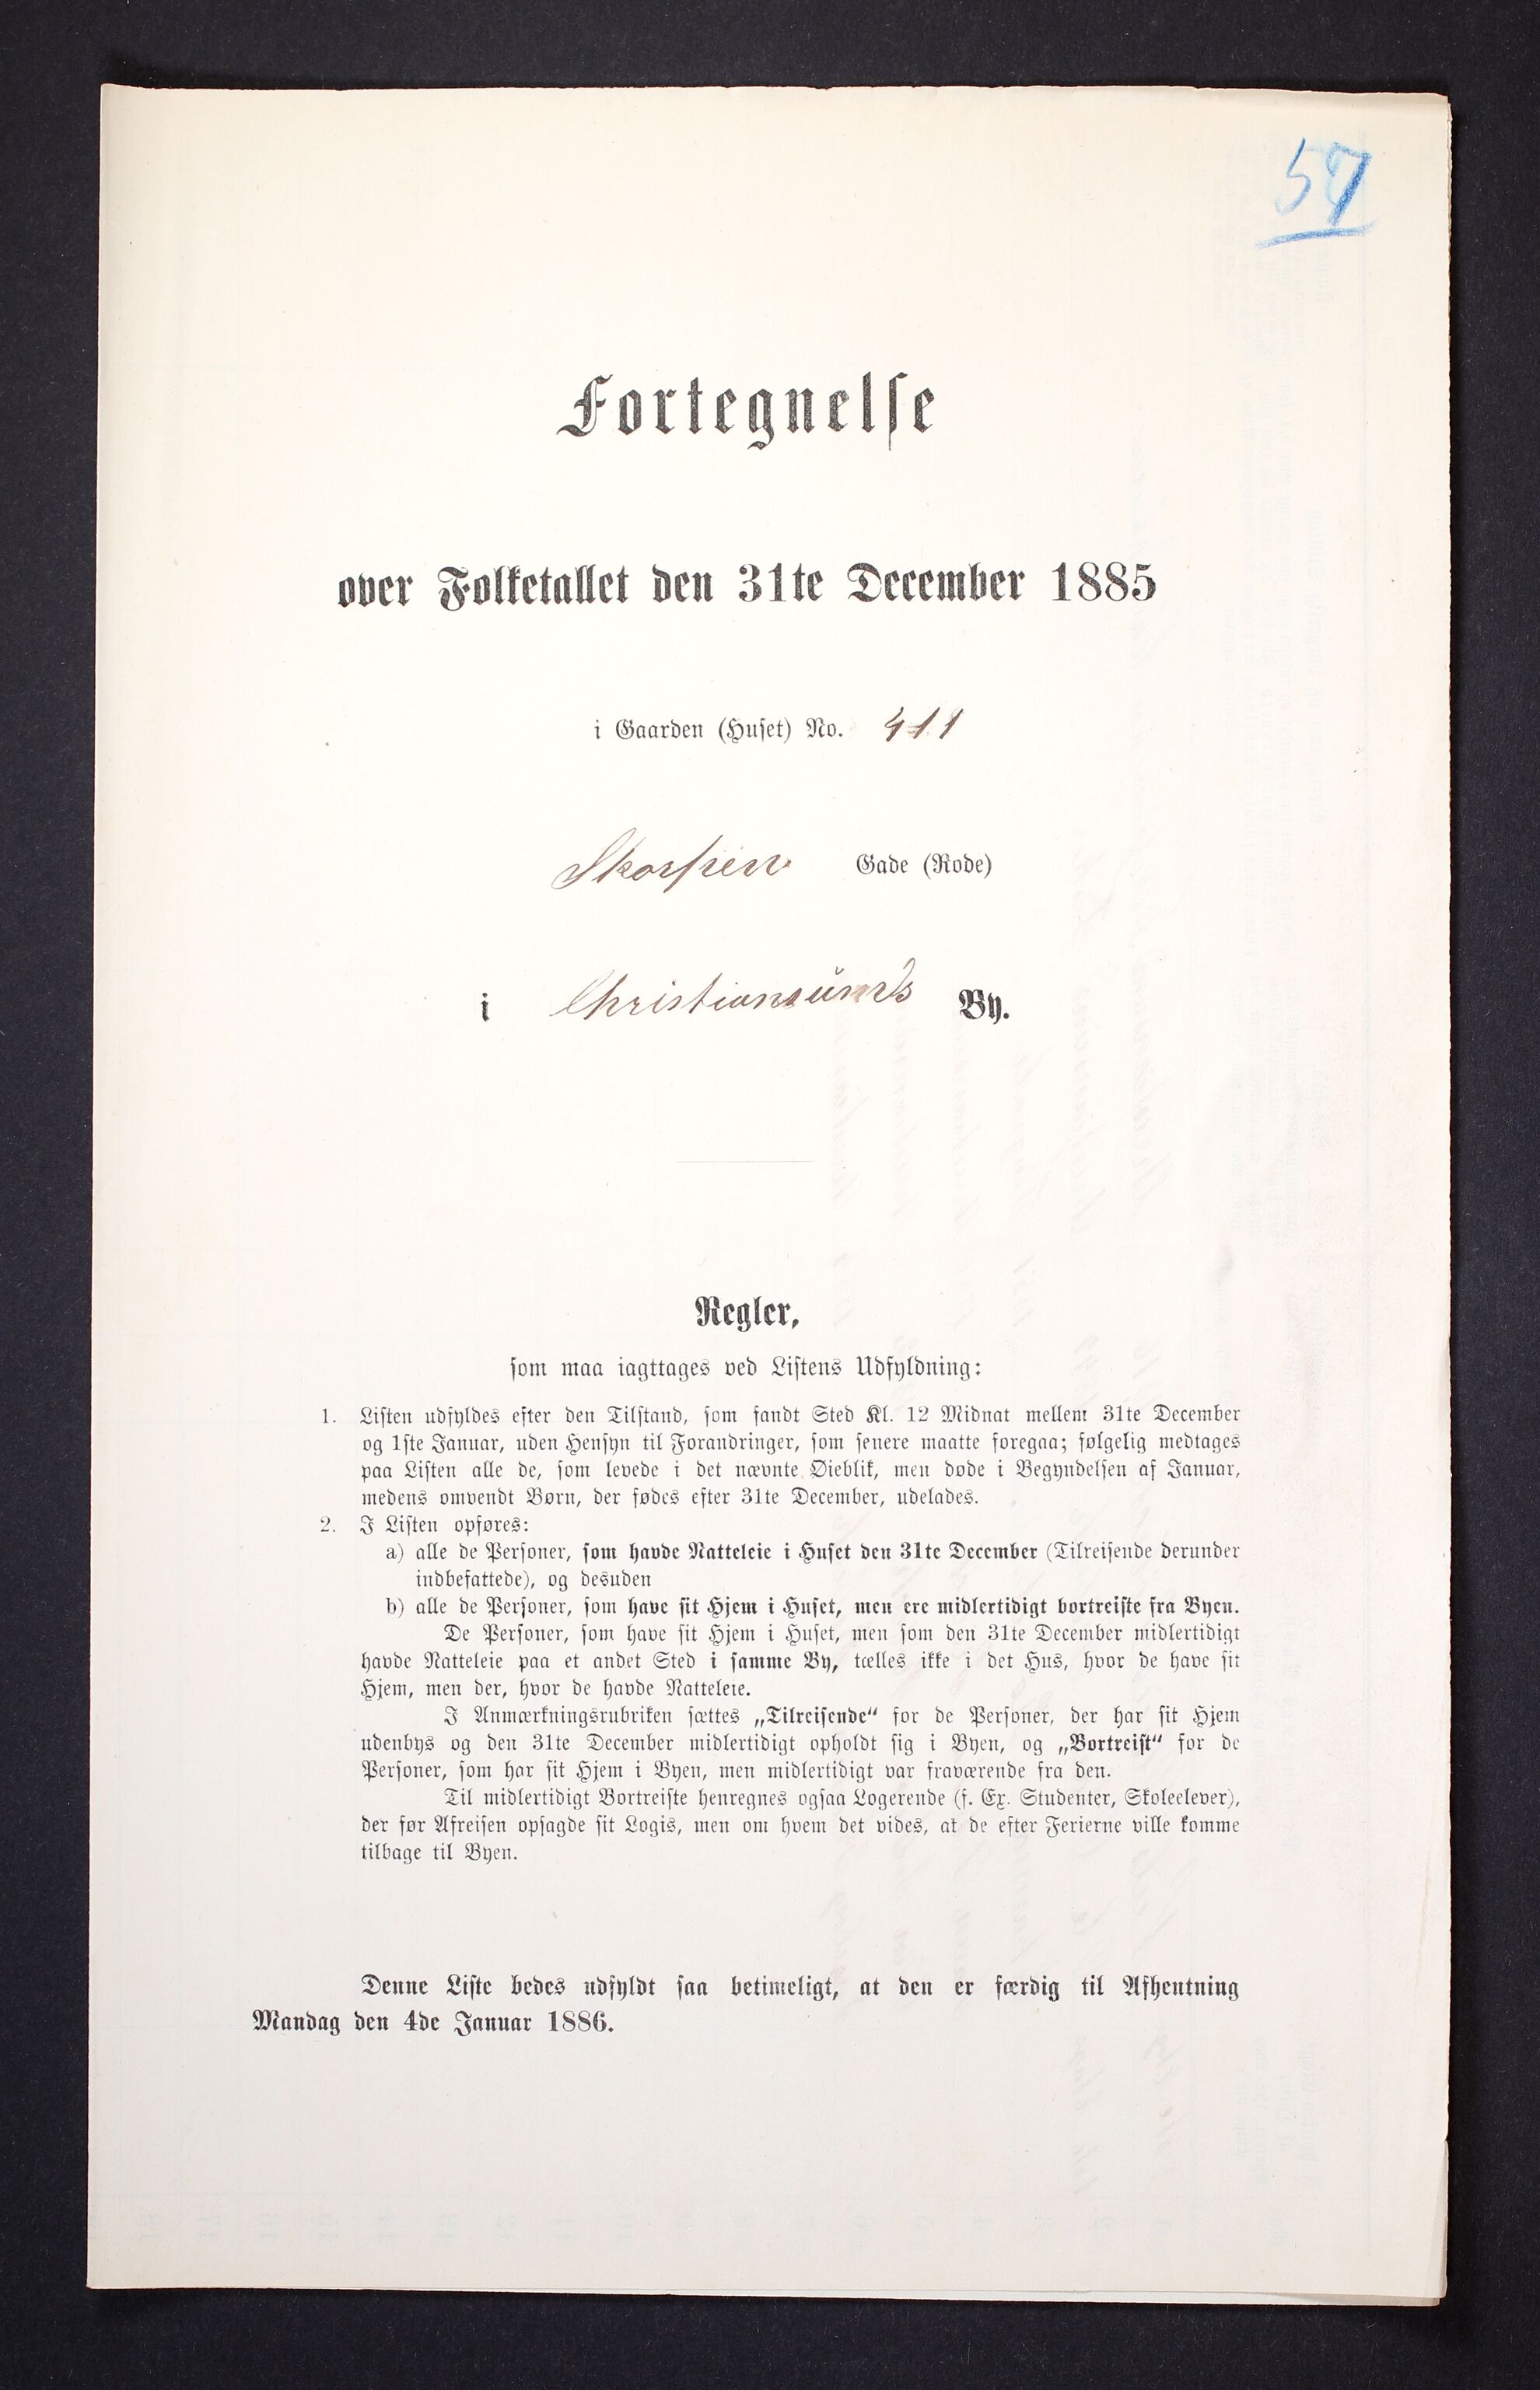 57
Fortegnelse
over Folketallet den 31te December 1885
i Gaarden (Huset) No. 411
Skorpen Gade (Rode)
i Christiansunds By.
Regler,
som maa iagttages ved Listens Udfyldning:
1. Listen udfyldes efter den Tilstand, som fandt Sted Kl. 12 Midnat mellem 31te December
og 1ste Januar, uden Hensyn til Forandringer, som senere maatte foregaa; følgelig medtages
paa Listen alle de, som levede i det nævnte Øieblik, men døde i Begyndelsen af Januar,
medens omvendt Børn, der fødes efter 31te December, udelades.
2. I Listen opføres:
a) alle de Personer, som havde Natteleie i Huset den 31te December (Tilreisende derunder
indbefattede), og desuden
b) alle de Personer, som have sit Hjem i Huset, men ere midlertidigt bortreiste fra Byen.
De Personer, som have sit Hjem i Huset, men som den 31te December midlertidigt
havde Natteleie paa et andet Sted i samme By, tælles ikke i det Hus, hvor de have sit
Hjem, men der, hvor de havde Natteleie.
I Anmærkningsrubriken sættes „Tilreisende“ for de Personer, der har sit Hjem
udenbys og den 31te December midlertidigt opholdt sig i Byen, og „Bortreist“ for de
Personer, som har sit Hjem i Byen, men midlertidigt var fraværende fra den.
Til midlertidigt Bortreiste henregnes ogsaa Logerende (f. Ex. Studenter, Skoleelever),
der før Afreisen opsagde sit Logis, men om hvem det vides, at de efter Ferierne ville komme
tilbage til Byen.
Denne Liste bedes udfyldt saa betimeligt, at den er færdig til Afhentning
Mandag den 4de Januar 1886.